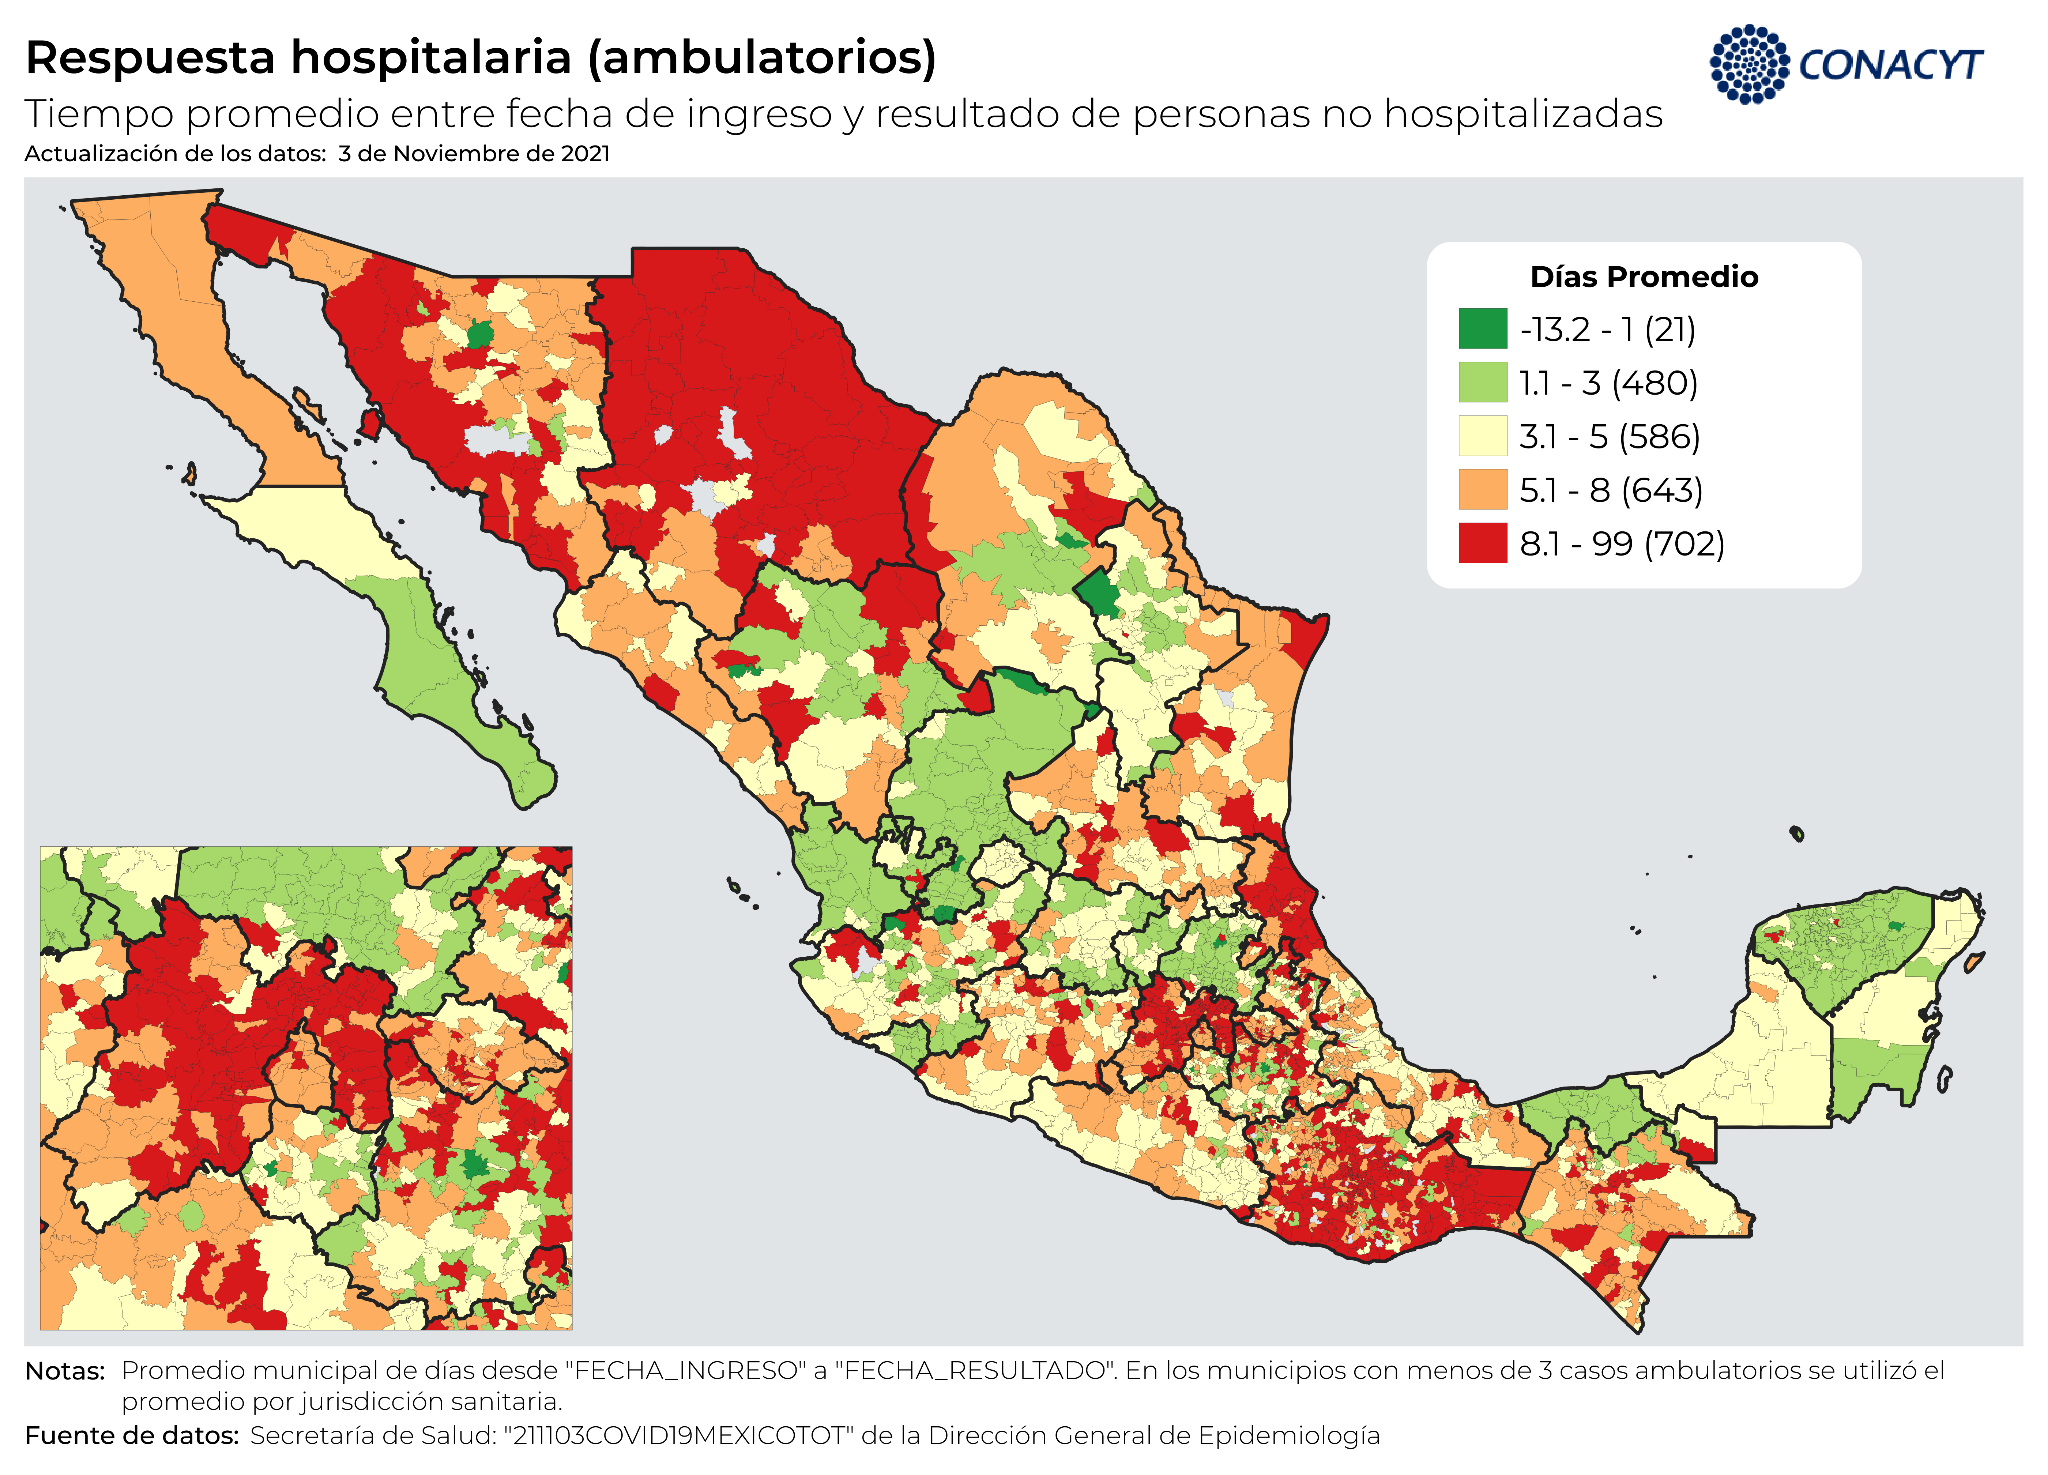 Respuesta hospitalaria (ambulatorios)
CONACYT
Tiempo promedio entre fecha de ingreso y resultado de personas no hospitalizadas
Actualización de los datos: 3 de Noviembre de 2021
Días Promedio
-13.2 - 1 (21)
1.1 - 3 (480)
3.1 - 5 (586)
5.1 - 8 (643)
8.1 - 99 (702)
Notas: Promedio municipal de días desde "FECHA_INGRESO" a "FECHA_RESULTADO". En los municipios con menos de 3 casos ambulatorios se utilizó el
promedio por jurisdicción sanitaria.
Fuente de datos: Secretaría de Salud: "211103COVID19MEXICOTOT" de la Dirección General de Epidemiología